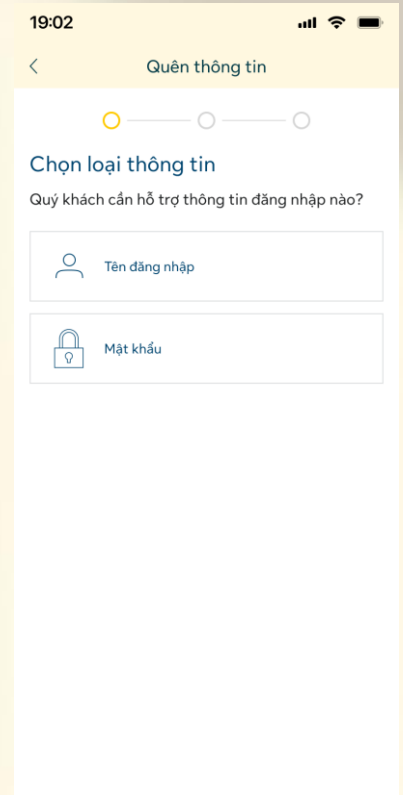 19:02
Quên thông tin
Chọn loại thông tin
Quý khách cần hỗ trợ thông tin đăng nhập nào?
Tên đăng nhập
Mật khẩu